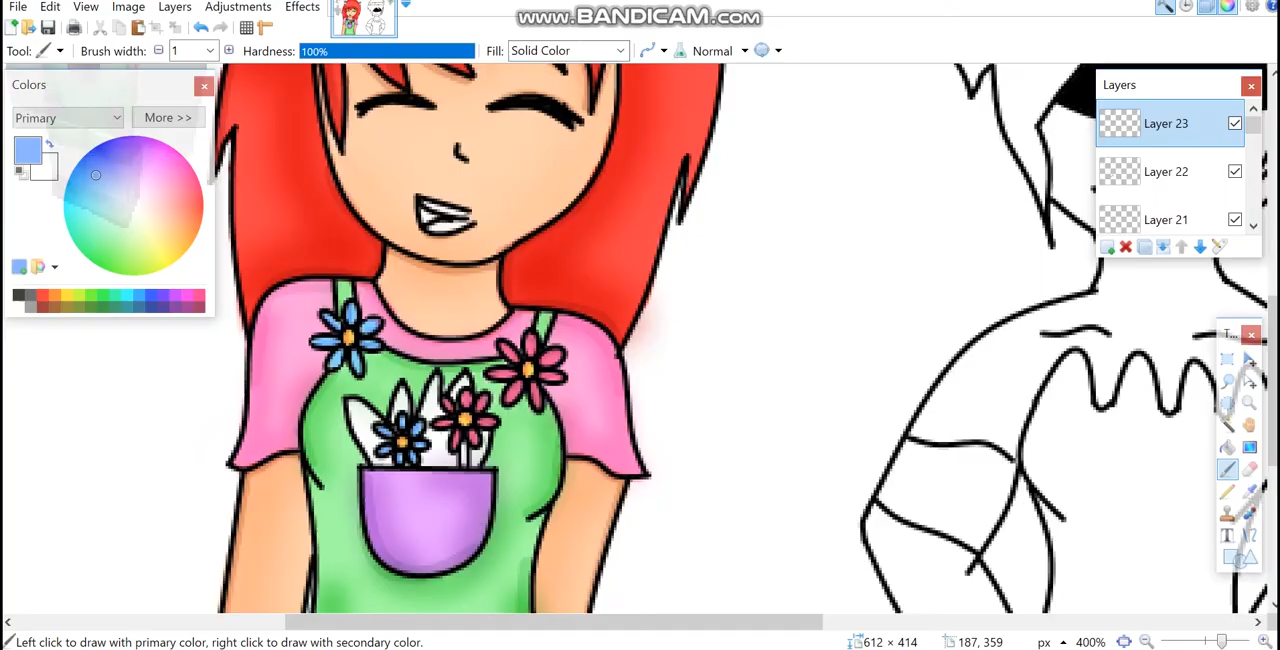 File Edit View Image Layers Adjustments Effects
www.BANDICAM.com
Tool: Brush width: 1 Hardness: 100% Fill: Solid Color Normal
Colors
Primary More >>
Layers
Layer 23
Layer 22
Layer 21
T...
Left click to draw with primary color, right click to draw with secondary color. 612 × 414 187, 359 px 400%